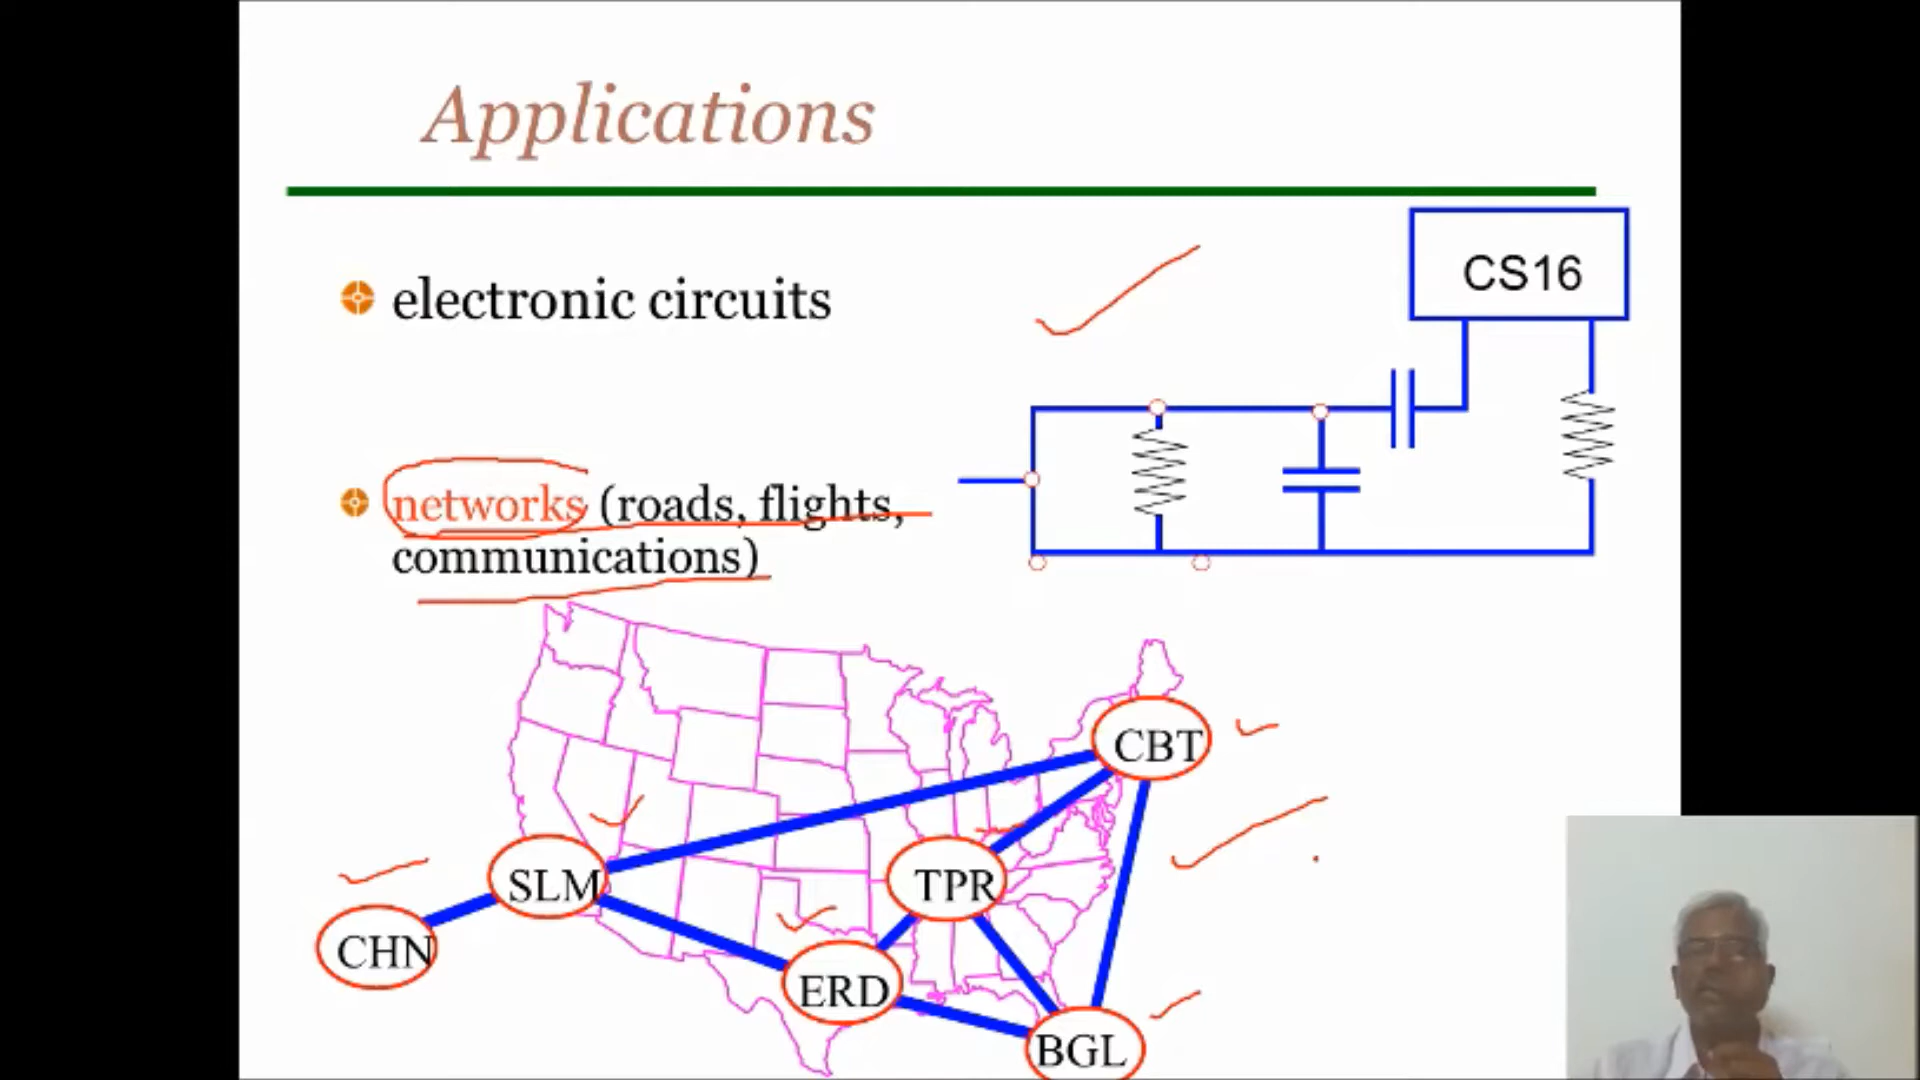 Applications
electronic circuits
CS16
networks (roads, flights,
communications)
CBT
SLM
TPR
CHN
ERD
BGL